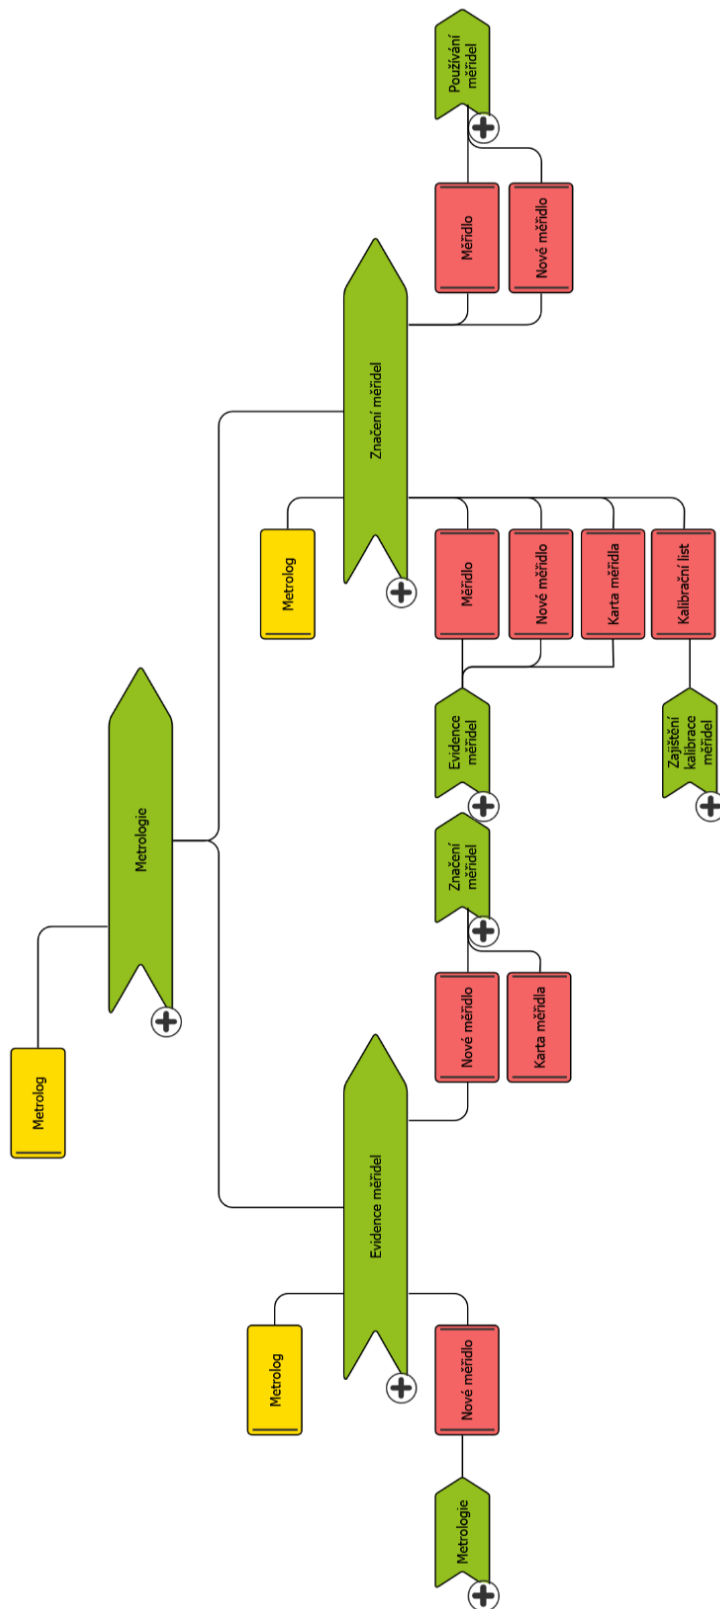 Metrolog
Metrologie
Metrolog
Metrolog
Evidence měřidel
Značení měřidel
Metrologie
Nové měřidlo
Nové měřidlo
Značení
měřidel
Evidence
měřidel
Měřidlo
Měřidlo
Používání
měřidel
Karta měřidla
Nové měřidlo
Nové měřidlo
Karta měřidla
Zajištění
kalibrace
měřidel
Kalibrační list